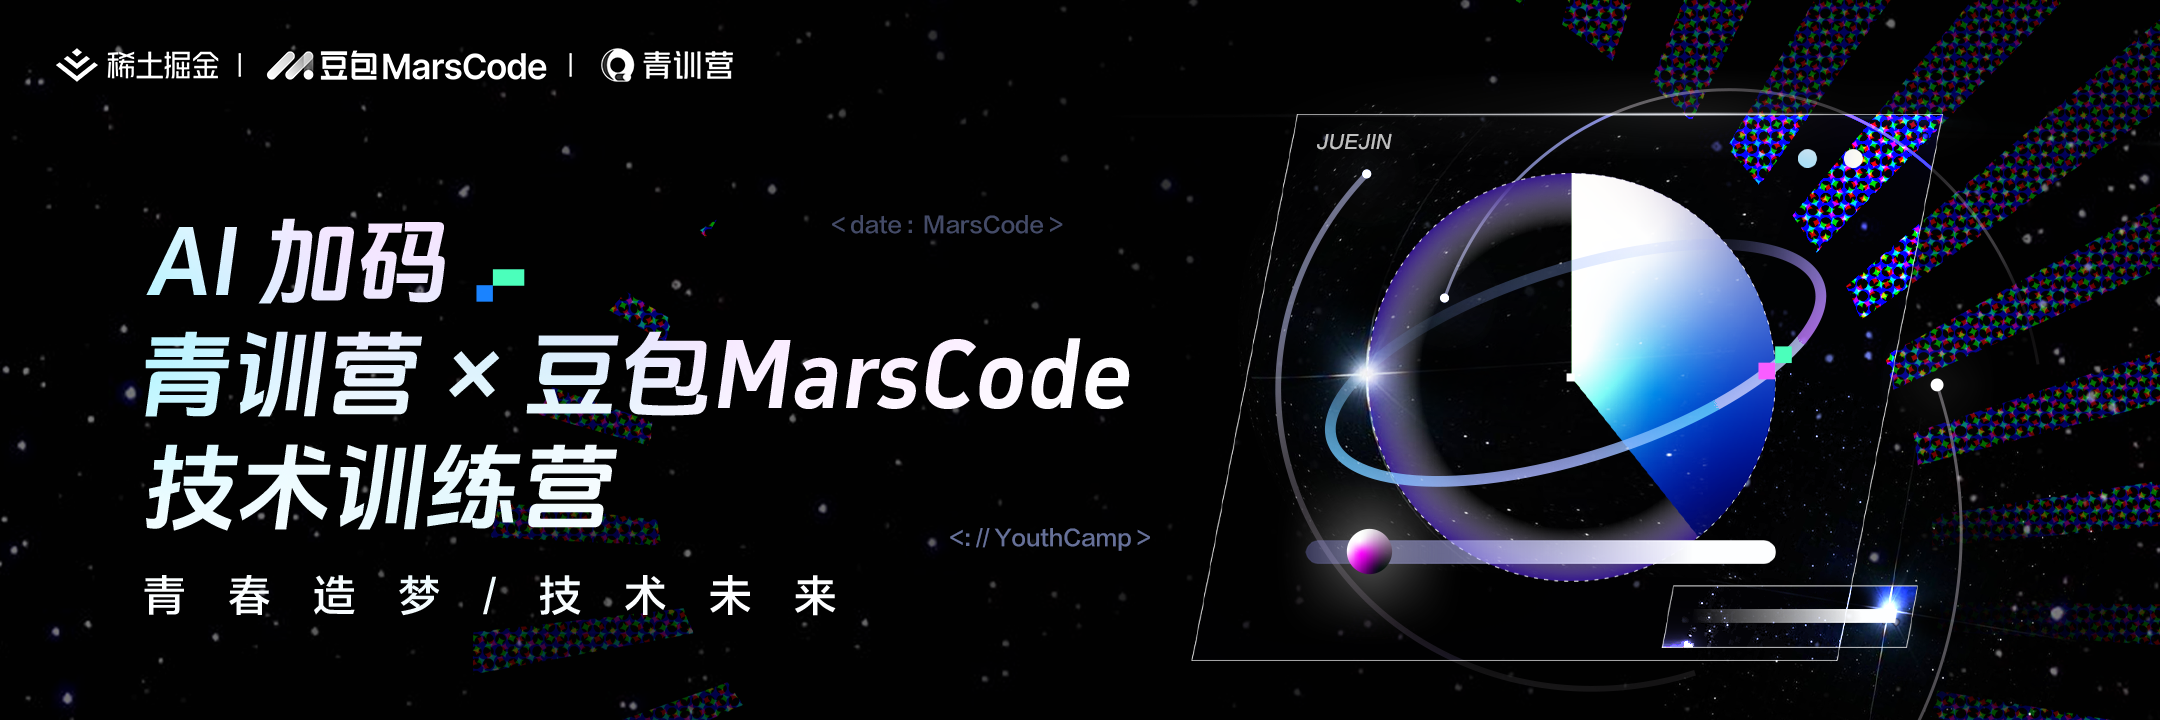 稀土掘金 | 豆包MarsCode | 青训营
JUEJIN
<date: MarsCode>
AI 加码
青训营 × 豆包MarsCode
技术训练营
<: // YouthCamp>
青春造梦/技术未来